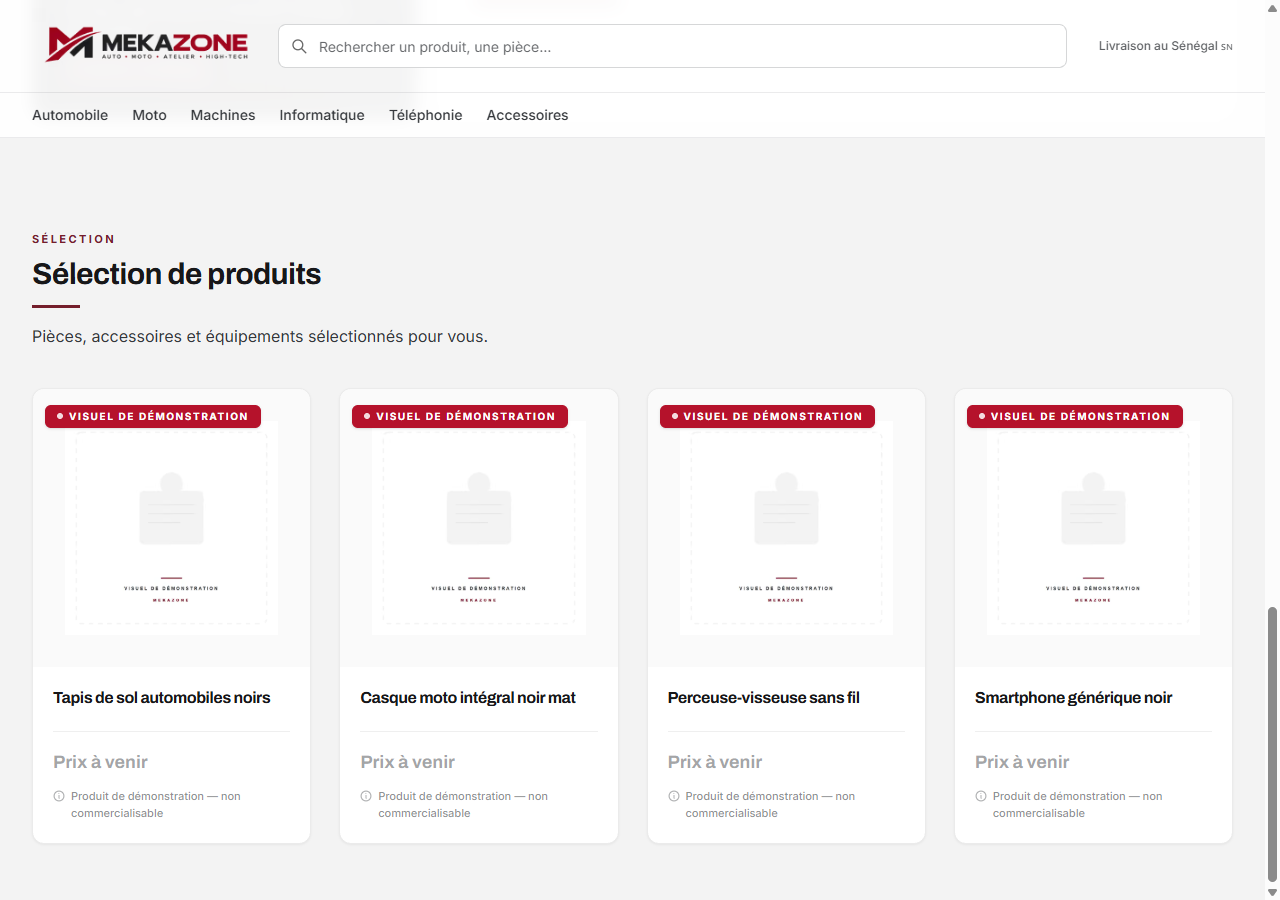 MEKAZONE
AUTO • MOTO • ATELIER • HIGH-TECH
Rechercher un produit, une pièce...
Livraison au Sénégal SN
Automobile Moto Machines Informatique Téléphonie Accessoires
SÉLECTION
Sélection de produits
Pièces, accessoires et équipements sélectionnés pour vous.
VISUEL DE DÉMONSTRATION
VISUEL DE DÉMONSTRATION
MEKAZONE
Tapis de sol automobiles noirs
Prix à venir
Produit de démonstration — non
commercialisable
VISUEL DE DÉMONSTRATION
VISUEL DE DÉMONSTRATION
MEKAZONE
Casque moto intégral noir mat
Prix à venir
Produit de démonstration — non
commercialisable
VISUEL DE DÉMONSTRATION
VISUEL DE DÉMONSTRATION
MEKAZONE
Perceuse-visseuse sans fil
Prix à venir
Produit de démonstration — non
commercialisable
VISUEL DE DÉMONSTRATION
VISUEL DE DÉMONSTRATION
MEKAZONE
Smartphone générique noir
Prix à venir
Produit de démonstration — non
commercialisable